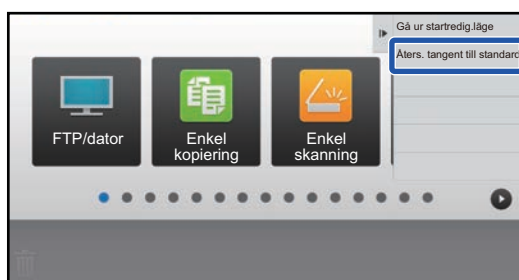 Gå ur startredig.läge
Åters. tangent till standard
FTP/dator
Enkel
kopiering
Enkel
skanning